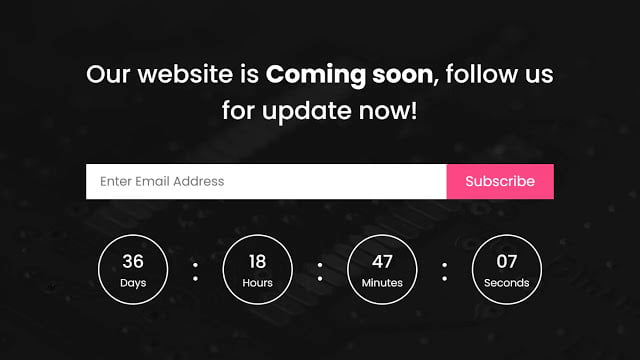 Our website is Coming soon, follow us
for update now!
Enter Email Address
Subscribe
36 : 18 : 47 : 07
Days Hours Minutes Seconds